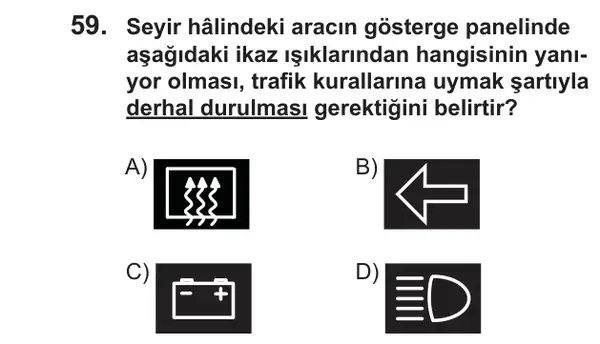 59. Seyir hâlindeki aracın gösterge panelinde
aşağıdaki ikaz ışıklarından hangisinin yanı-
yor olması, trafik kurallarına uymak şartıyla
derhal durulması gerektiğini belirtir?
A) B)
C) D)